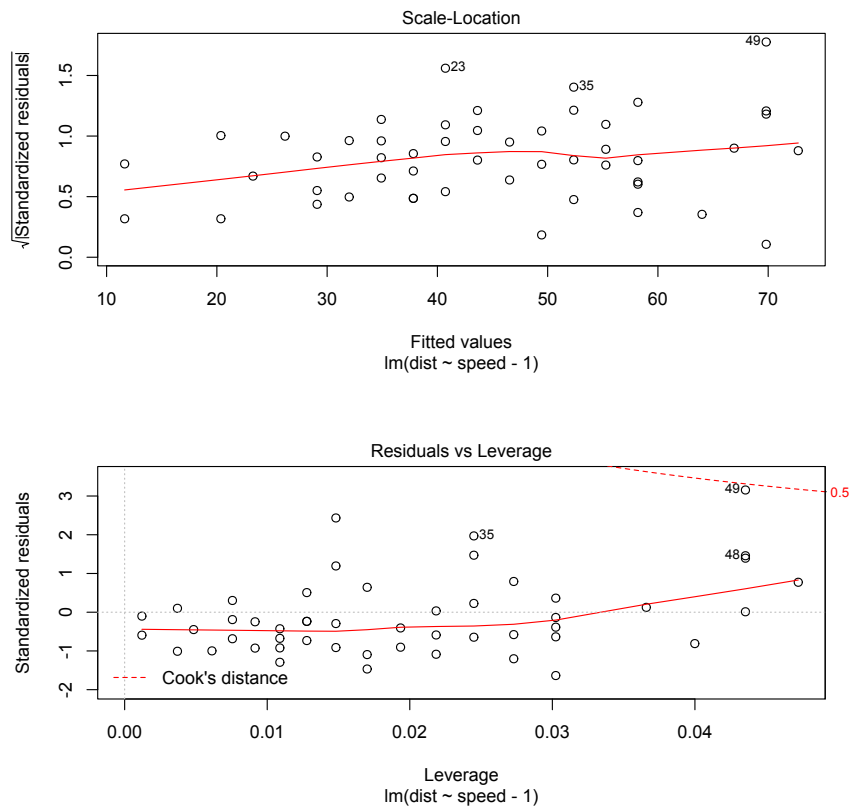 Scale-Location
√|Standardized residuals|
1.5
1.0
0.5
0.0
23
35
49
10 20 30 40 50 60 70
Fitted values
lm(dist ~ speed - 1)
Residuals vs Leverage
Standardized residuals
3
2
1
0
-1
-2
49
0.5
35
48
Cook's distance
0.00 0.01 0.02 0.03 0.04
Leverage
lm(dist ~ speed - 1)